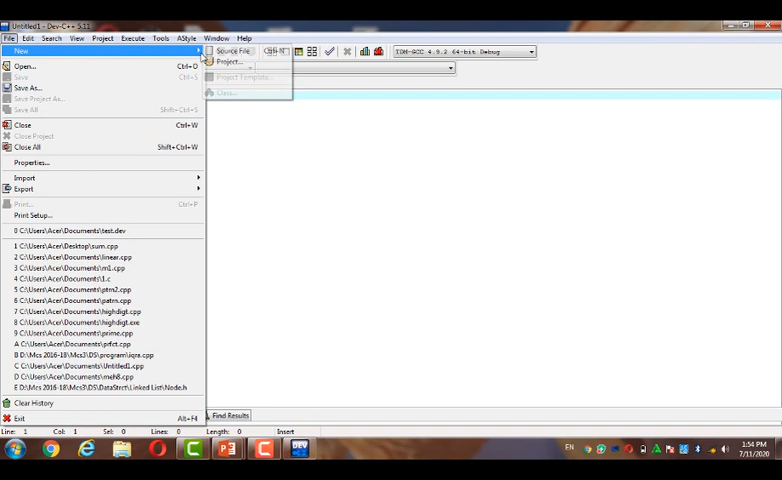 Untitled1 - Dev-C++ 5.11
File Edit Search View Project Execute Tools AStyle Window Help
New
Source File Ctrl+N
Project...
Project Template...
Class...
TDM-GCC 4.9.2 64-bit Debug
Open... Ctrl+O
Save Ctrl+S
Save As...
Save Project As...
Save All Shift+Ctrl+S
Close Ctrl+W
Close Project
Close All Shift+Ctrl+W
Properties...
Import
Export
Print... Ctrl+P
Print Setup...
0 C:\Users\Acer\Documents\test.dev
1 C:\Users\Acer\Desktop\sum.cpp
2 C:\Users\Acer\Documents\linear.cpp
3 C:\Users\Acer\Documents\m1.cpp
4 C:\Users\Acer\Documents\1.c
5 C:\Users\Acer\Documents\ptrn2.cpp
6 C:\Users\Acer\Documents\patrn.cpp
7 C:\Users\Acer\Documents\highdigt.cpp
8 C:\Users\Acer\Documents\highdigt.exe
9 C:\Users\Acer\Documents\prime.cpp
A C:\Users\Acer\Documents\prfct.cpp
B D:\Mcs 2016-18\Mcs3\DS\program\iqra.cpp
C C:\Users\Acer\Documents\Untitled1.cpp
D C:\Users\Acer\Documents\meh8.cpp
E D:\Mcs 2016-18\Mcs3\DS\DataStrct\Linked List\Node.h
Clear History
Exit Alt+F4
Find Results
Line: 1 Col: 1 Sel: 0 Lines: 0 Length: 0 Insert
EN
1:54 PM
7/11/2020